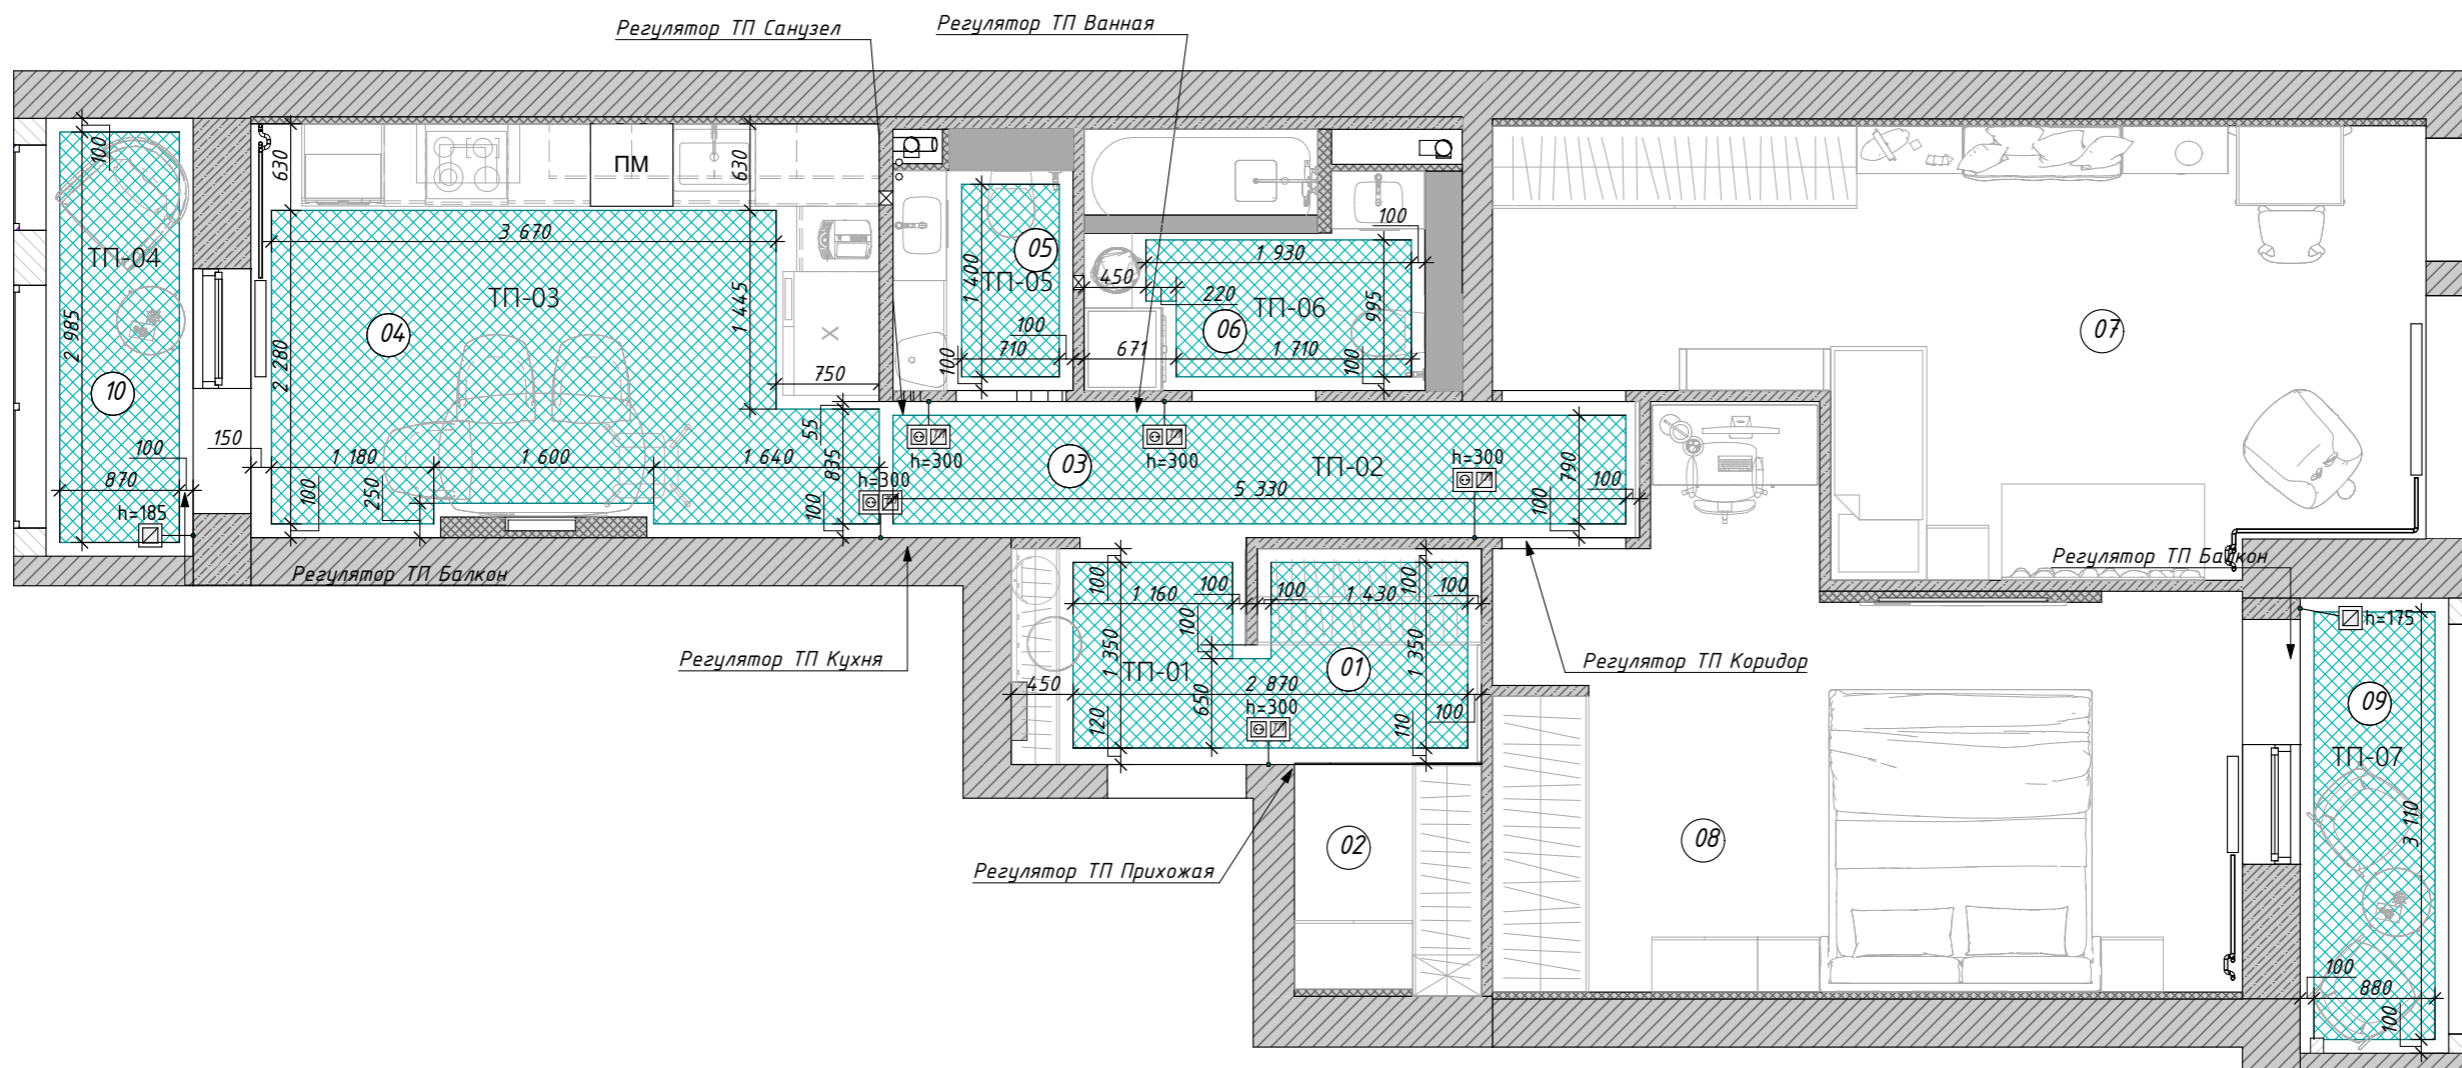 Регулятор ТП Санузел
Регулятор ТП Ванная
100
630
ПМ
630
3 670
ТП-04
ТП-03
1 445
2 985
04
2 280
10
150
100
870
h=185
1 180
1 600
1 640
750
55
835
h=300
100
250
100
05
ТП-05
1 400
100
710
100
100
1 930
450
220
ТП-06
995
06
671
1 710
100
07
h=300
03
h=300
ТП-02
h=300
790
100
5 330
100
Регулятор ТП Балкон
Регулятор ТП Балкон
Регулятор ТП Кухня
Регулятор ТП Коридор
100
1 160
100
100
1 430
100
100
100
1 350
ТП-01
01
1 350
450
2 870
650
h=300
120
110
100
Регулятор ТП Прихожая
02
08
h=175
09
ТП-07
3 110
100
880
100
X